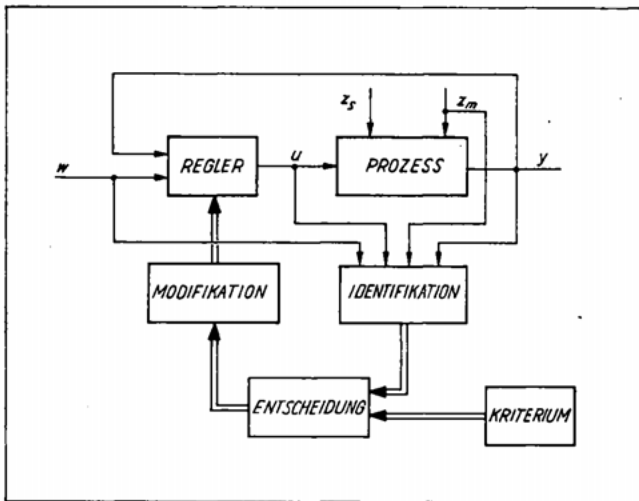 z_s
z_m
w
REGLER
u
PROZESS
y
MODIFIKATION
IDENTIFIKATION
ENTSCHEIDUNG
KRITERIUM